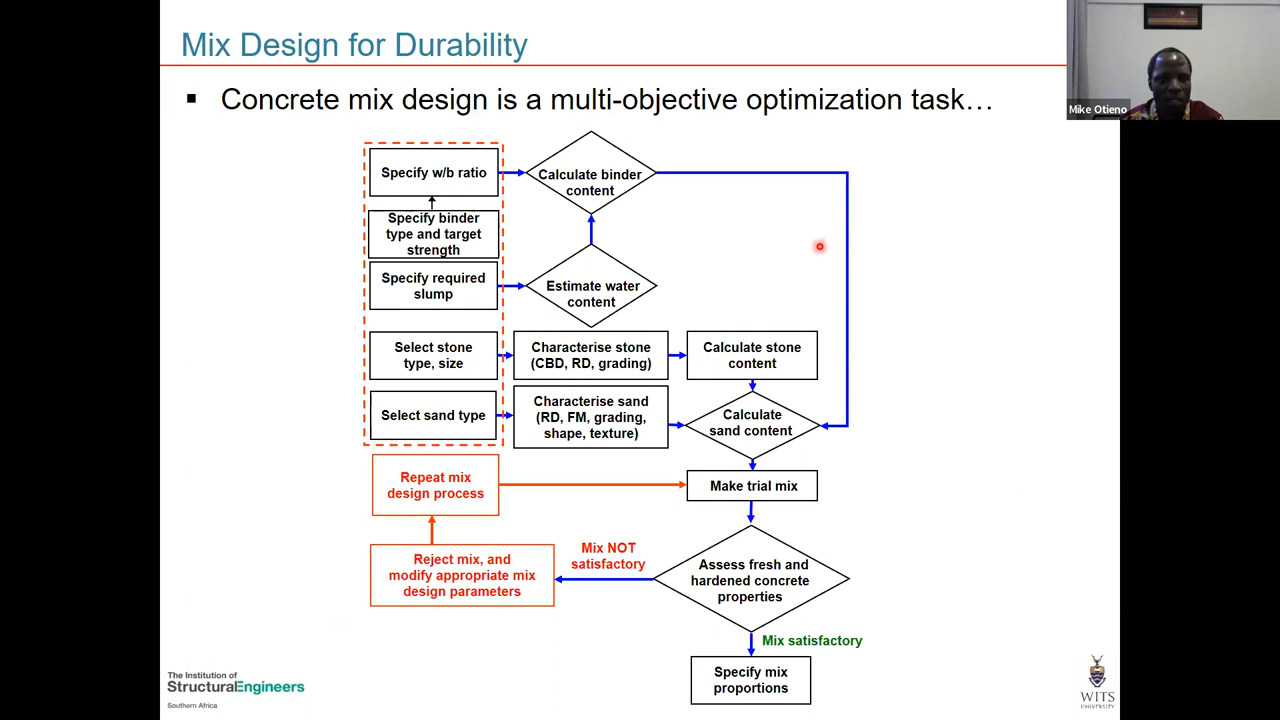 Mix Design for Durability
Mike Otieno
▪ Concrete mix design is a multi-objective optimization task…
Specify w/b ratio
Calculate binder
content
Specify binder
type and target
strength
Specify required
slump
Estimate water
content
Select stone
type, size
Characterise stone
(CBD, RD, grading)
Calculate stone
content
Select sand type
Characterise sand
(RD, FM, grading,
shape, texture)
Calculate
sand content
Repeat mix
design process
Make trial mix
Reject mix, and
modify appropriate mix
design parameters
Mix NOT
satisfactory
Assess fresh and
hardened concrete
properties
Mix satisfactory
Specify mix
proportions
The Institution of
StructuralEngineers
Southern Africa
WITS
UNIVERSITY